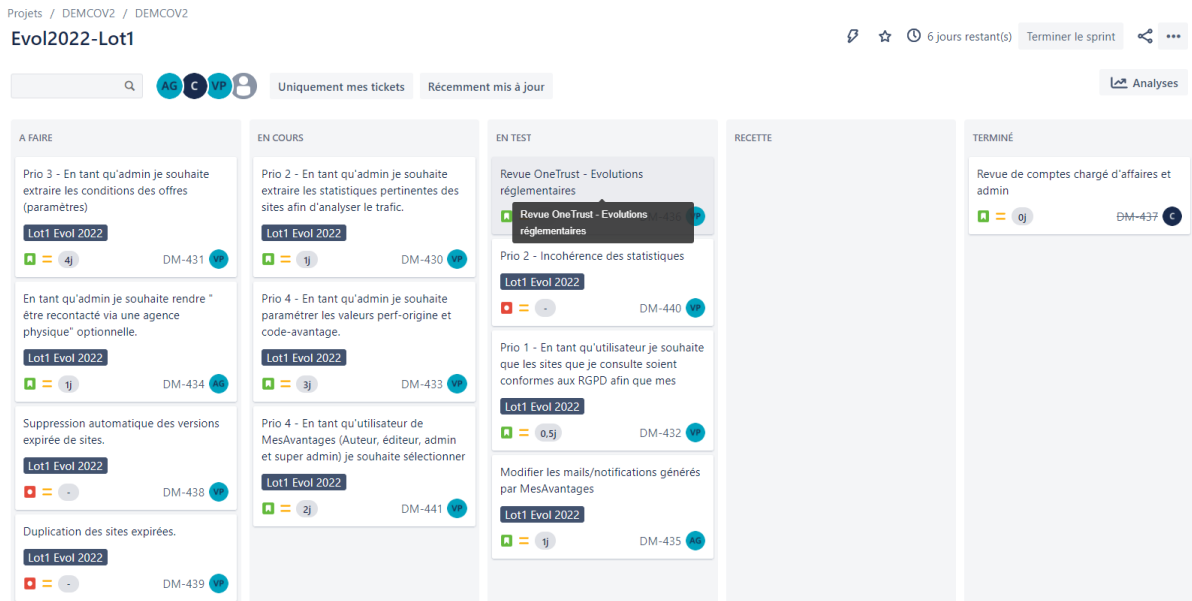 Projets / DEMCOV2 / DEMCOV2
Evol2022-Lot1
6 jours restant(s)
Terminer le sprint
AG C VP
Uniquement mes tickets
Récemment mis à jour
Analyses
A FAIRE
Prio 3 - En tant qu'admin je souhaite
extraire les conditions des offres
(paramètres)
Lot1 Evol 2022
4j DM-431 VP
En tant qu'admin je souhaite rendre "
être recontacté via une agence
physique" optionnelle.
Lot1 Evol 2022
1j DM-434 AG
Suppression automatique des versions
expirée de sites.
Lot1 Evol 2022
- DM-438 VP
Duplication des sites expirées.
Lot1 Evol 2022
- DM-439 VP
EN COURS
Prio 2 - En tant qu'admin je souhaite
extraire les statistiques pertinentes des
sites afin d'analyser le trafic.
Lot1 Evol 2022
1j DM-430 VP
Prio 4 - En tant qu'admin je souhaite
paramétrer les valeurs perf-origine et
code-avantage.
Lot1 Evol 2022
3j DM-433 VP
Prio 4 - En tant qu'utilisateur de
MesAvantages (Auteur, éditeur, admin
et super admin) je souhaite sélectionner
Lot1 Evol 2022
2j DM-441 VP
EN TEST
Revue OneTrust - Evolutions
réglementaires
Revue OneTrust - Evolutions
réglementaires
DM-436 VP
Prio 2 - Incohérence des statistiques
Lot1 Evol 2022
- DM-440 VP
Prio 1 - En tant qu'utilisateur je souhaite
que les sites que je consulte soient
conformes aux RGPD afin que mes
Lot1 Evol 2022
0,5j DM-432 VP
Modifier les mails/notifications générés
par MesAvantages
Lot1 Evol 2022
1j DM-435 AG
RECETTE
TERMINÉ
Revue de comptes chargé d'affaires et
admin
0j DM-437 C